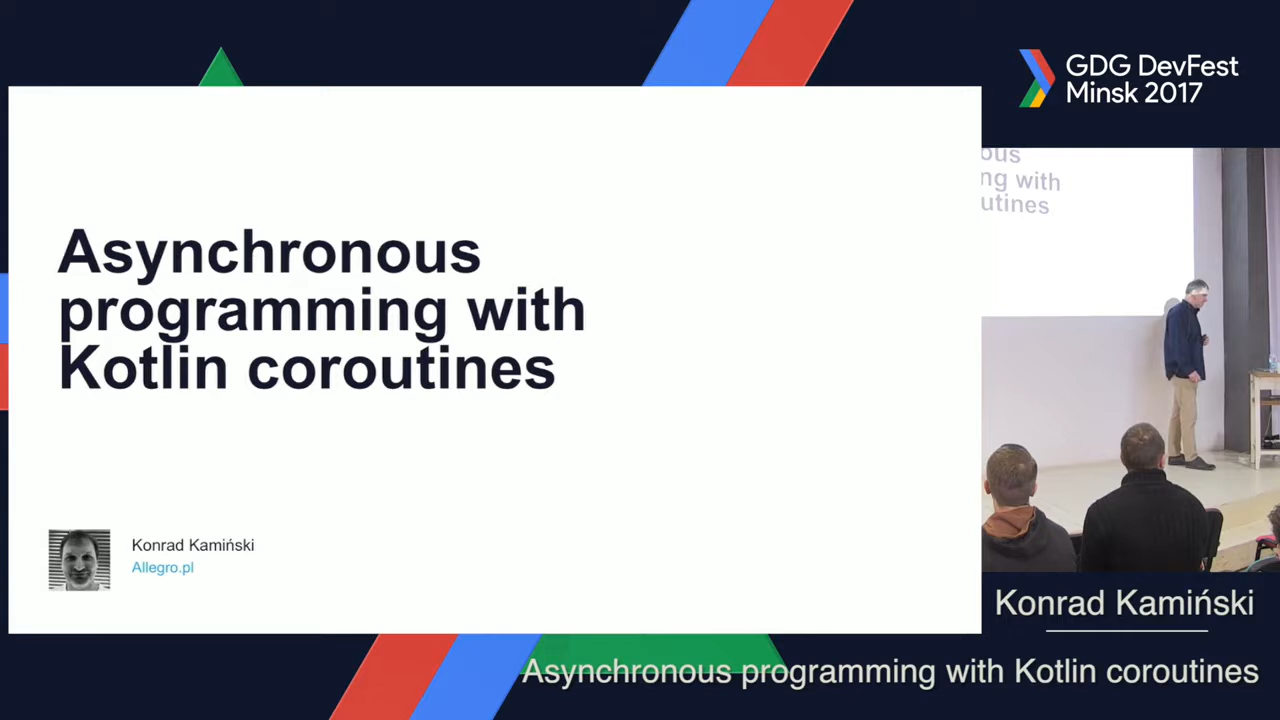 GDG DevFest
Minsk 2017
Asynchronous
programming with
Kotlin coroutines
Konrad Kamiński
Allegro.pl
ous
ng with
utines
Konrad Kamiński
Asynchronous programming with Kotlin coroutines